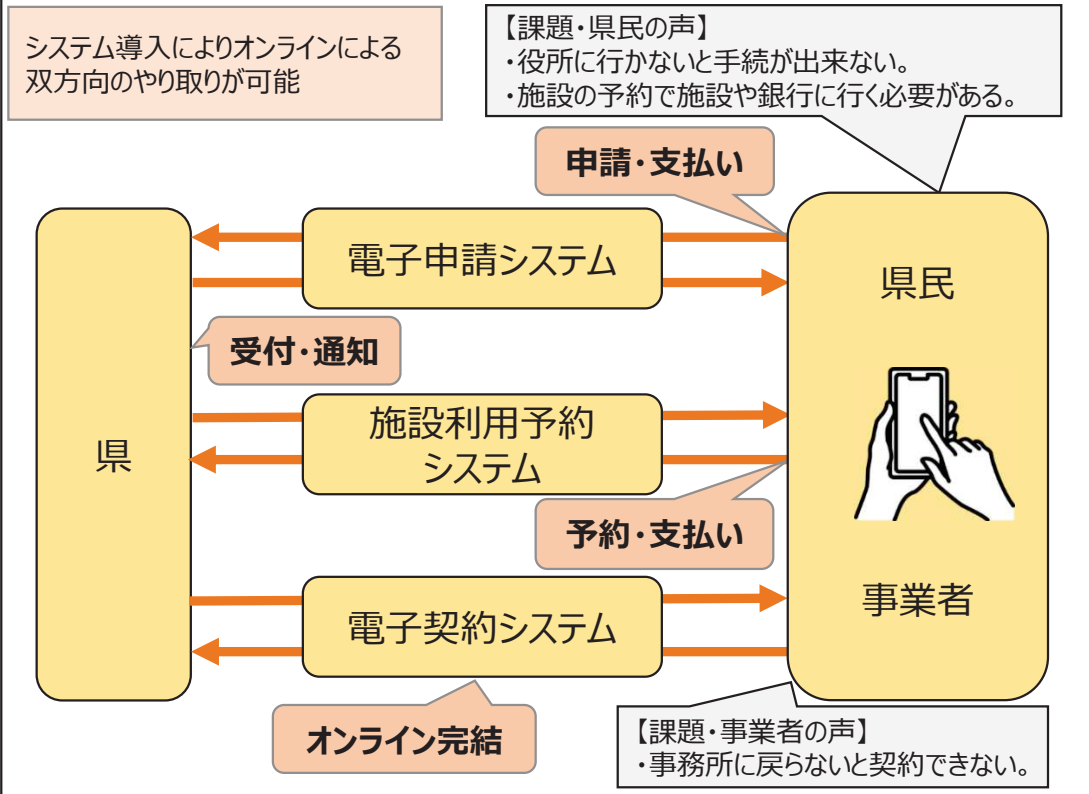 システム導入によりオンラインによる
双方向のやり取りが可能
【課題・県民の声】
・役所に行かないと手続が出来ない。
・施設の予約で施設や銀行に行く必要がある。
申請・支払い
電子申請システム
県民
受付・通知
県
施設利用予約
システム
予約・支払い
事業者
電子契約システム
オンライン完結
【課題・事業者の声】
・事務所に戻らないと契約できない。